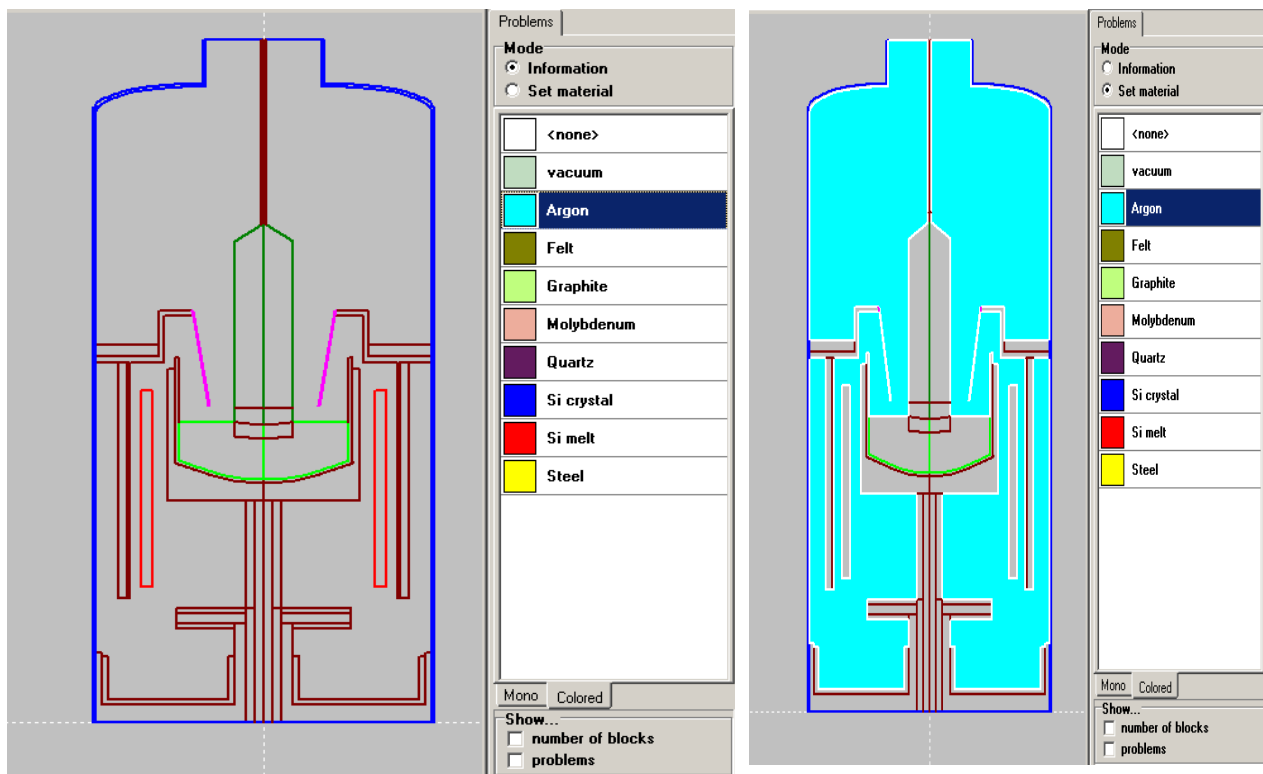 Problems
Mode
Information
Set material
<none>
vacuum
Argon
Felt
Graphite
Molybdenum
Quartz
Si crystal
Si melt
Steel
Mono Colored
Show...
number of blocks
problems
Problems
Mode
Information
Set material
<none>
vacuum
Argon
Felt
Graphite
Molybdenum
Quartz
Si crystal
Si melt
Steel
Mono Colored
Show...
number of blocks
problems